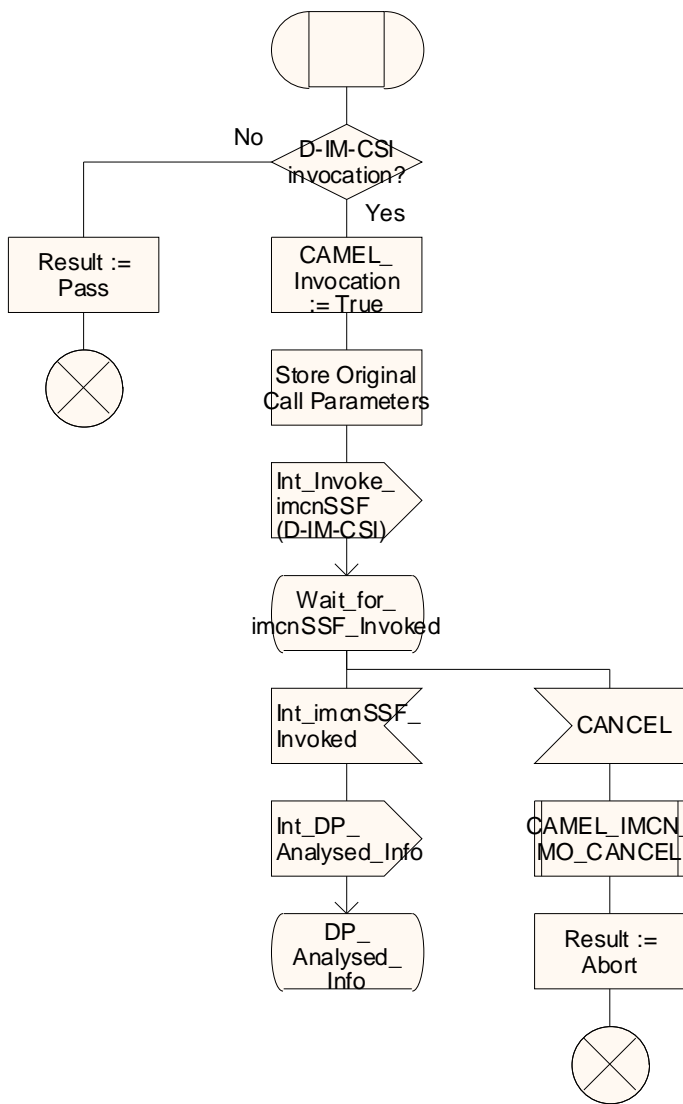 No
D-IM-CSI
invocation?
Yes
Result :=
Pass
CAMEL_
Invocation
:= True
Store Original
Call Parameters
Int_Invoke_
imcnSSF
(D-IM-CSI)
Wait_for_
imcnSSF_Invoked
Int_imcnSSF_
Invoked
CANCEL
Int_DP_
Analysed_Info
CAMEL_IMCN_
MO_CANCEL
DP_
Analysed_
Info
Result :=
Abort